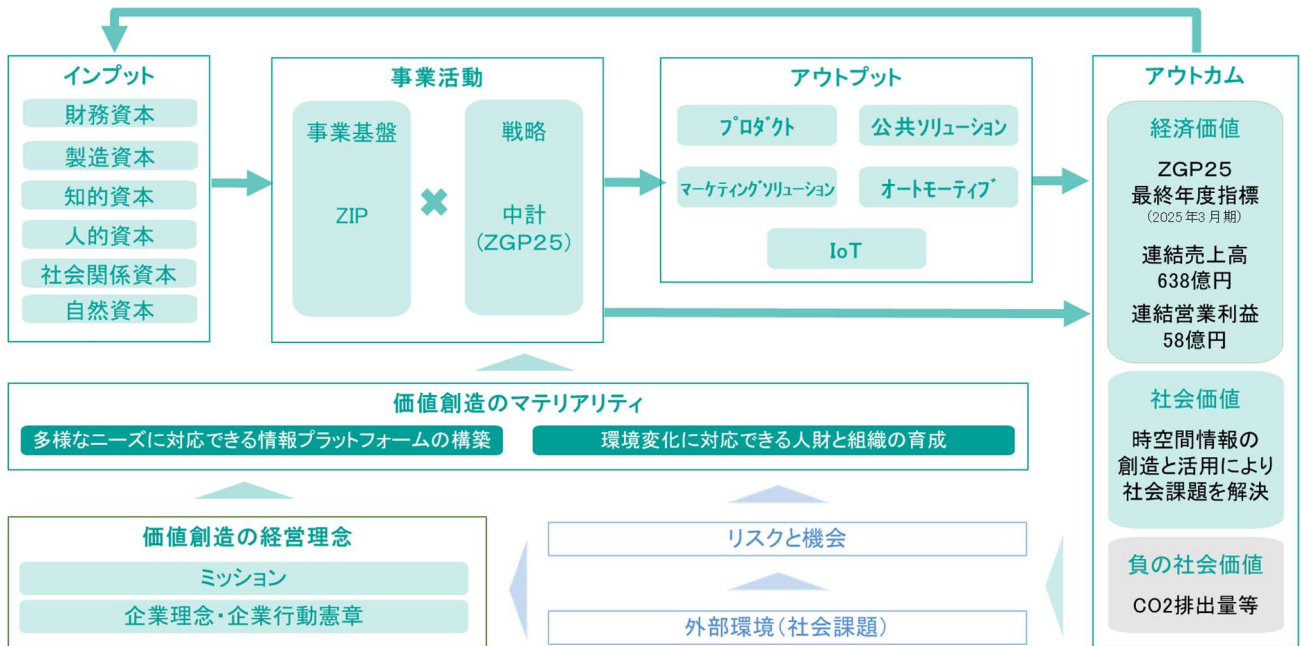 インプット
財務資本
製造資本
知的資本
人的資本
社会関係資本
自然資本
事業活動
事業基盤
ZIP
戦略
中計
(ZGP25)
アウトプット
プロダクト
公共ソリューション
マーケティングソリューション
オートモーティブ
IoT
アウトカム
経済価値
ZGP25
最終年度指標
(2025年3月期)
連結売上高
638億円
連結営業利益
58億円
社会価値
時空間情報の
創造と活用により
社会課題を解決
負の社会価値
CO2排出量等
価値創造のマテリアリティ
多様なニーズに対応できる情報プラットフォームの構築
環境変化に対応できる人財と組織の育成
価値創造の経営理念
ミッション
企業理念・企業行動憲章
リスクと機会
外部環境(社会課題)